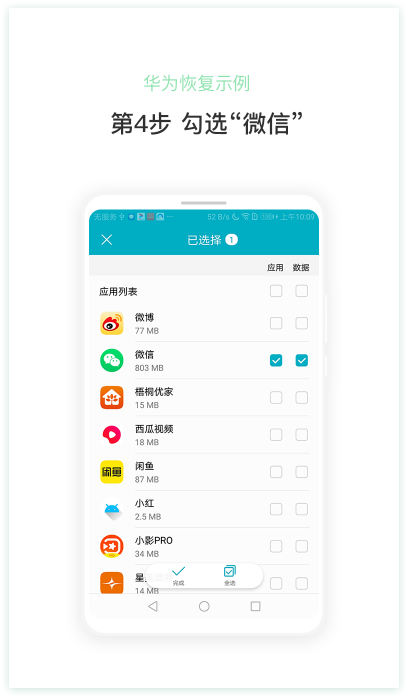 华为恢复示例
第4步 勾选“微信”
无服务 52 B/s 上午10:09
已选择 1
应用 数据
应用列表
微博
77 MB
微信
803 MB
梧桐优家
15 MB
西瓜视频
18 MB
闲鱼
闲鱼
87 MB
小红
2.5 MB
小影PRO
34 MB
星
14 MB
完成 全选